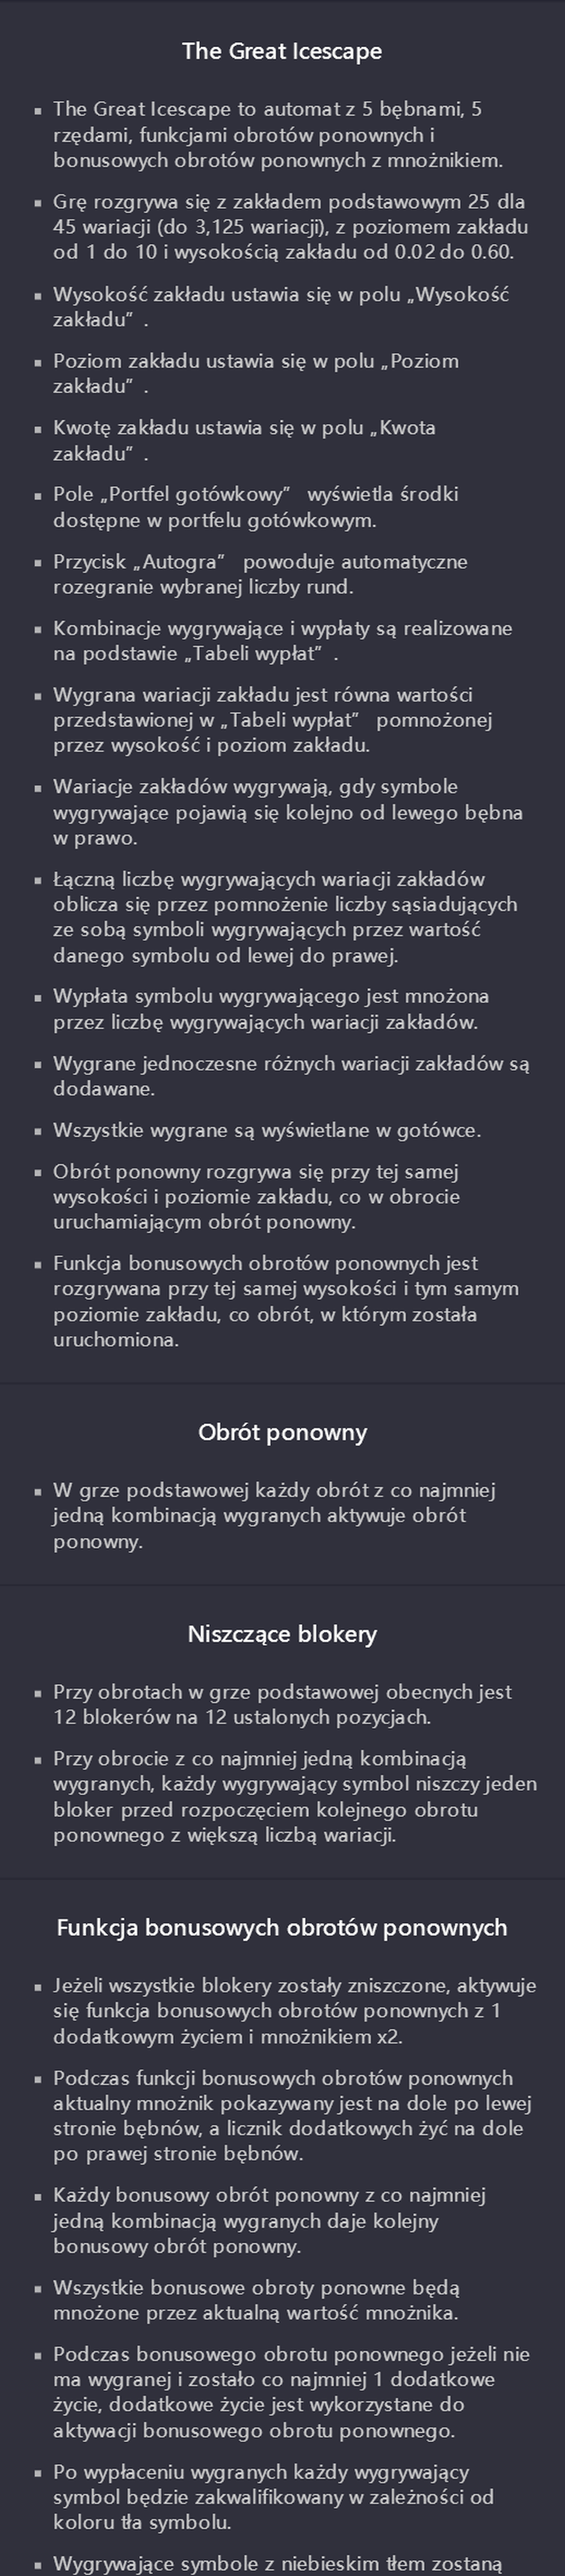 The Great Icescape
▪ The Great Icescape to automat z 5 bębnami, 5
rzędami, funkcjami obrotów ponownych i
bonusowych obrotów ponownych z mnożnikiem.
▪ Grę rozgrywa się z zakładem podstawowym 25 dla
45 wariacji (do 3,125 wariacji), z poziomem zakładu
od 1 do 10 i wysokością zakładu od 0.02 do 0.60.
▪ Wysokość zakładu ustawia się w polu „Wysokość
zakładu” .
▪ Poziom zakładu ustawia się w polu „Poziom
zakładu” .
▪ Kwotę zakładu ustawia się w polu „Kwota
zakładu” .
▪ Pole „Portfel gotówkowy” wyświetla środki
dostępne w portfelu gotówkowym.
▪ Przycisk „Autogra” powoduje automatyczne
rozegranie wybranej liczby rund.
▪ Kombinacje wygrywające i wypłaty są realizowane
na podstawie „Tabeli wypłat” .
▪ Wygrana wariacji zakładu jest równa wartości
przedstawionej w „Tabeli wypłat” pomnożonej
przez wysokość i poziom zakładu.
▪ Wariacje zakładów wygrywają, gdy symbole
wygrywające pojawią się kolejno od lewego bębna
w prawo.
▪ Łączną liczbę wygrywających wariacji zakładów
oblicza się przez pomnożenie liczby sąsiadujących
ze sobą symboli wygrywających przez wartość
danego symbolu od lewej do prawej.
▪ Wypłata symbolu wygrywającego jest mnożona
przez liczbę wygrywających wariacji zakładów.
▪ Wygrane jednoczesne różnych wariacji zakładów są
dodawane.
▪ Wszystkie wygrane są wyświetlane w gotówce.
▪ Obrót ponowny rozgrywa się przy tej samej
wysokości i poziomie zakładu, co w obrocie
uruchamiającym obrót ponowny.
▪ Funkcja bonusowych obrotów ponownych jest
rozgrywana przy tej samej wysokości i tym samym
poziomie zakładu, co obrót, w którym została
uruchomiona.
Obrót ponowny
▪ W grze podstawowej każdy obrót z co najmniej
jedną kombinacją wygranych aktywuje obrót
ponowny.
Niszczące blokery
▪ Przy obrotach w grze podstawowej obecnych jest
12 blokerów na 12 ustalonych pozycjach.
▪ Przy obrocie z co najmniej jedną kombinacją
wygranych, każdy wygrywający symbol niszczy jeden
bloker przed rozpoczęciem kolejnego obrotu
ponownego z większą liczbą wariacji.
Funkcja bonusowych obrotów ponownych
▪ Jeżeli wszystkie blokery zostały zniszczone, aktywuje
się funkcja bonusowych obrotów ponownych z 1
dodatkowym życiem i mnożnikiem x2.
▪ Podczas funkcji bonusowych obrotów ponownych
aktualny mnożnik pokazywany jest na dole po lewej
stronie bębnów, a licznik dodatkowych żyć na dole
po prawej stronie bębnów.
▪ Każdy bonusowy obrót ponowny z co najmniej
jedną kombinacją wygranych daje kolejny
bonusowy obrót ponowny.
▪ Wszystkie bonusowe obroty ponowne będą
mnożone przez aktualną wartość mnożnika.
▪ Podczas bonusowego obrotu ponownego jeżeli nie
ma wygranej i zostało co najmniej 1 dodatkowe
życie, dodatkowe życie jest wykorzystane do
aktywacji bonusowego obrotu ponownego.
▪ Po wypłaceniu wygranych każdy wygrywający
symbol będzie zakwalifikowany w zależności od
koloru tła symbolu.
▪ Wygrywające symbole z niebieskim tłem zostaną